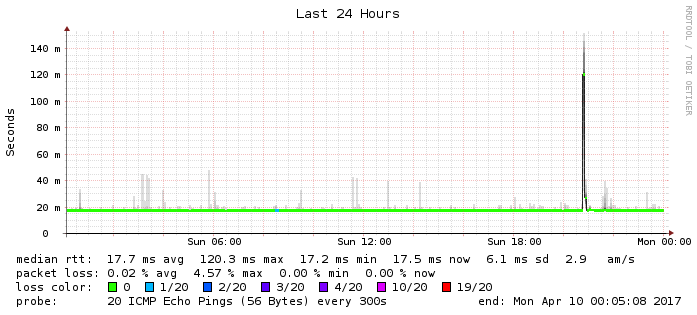 Last 24 Hours
RRDTOOL / TOBI OETIKER
Seconds
140 m
120 m
100 m
80 m
60 m
40 m
20 m
0
Sun 06:00 Sun 12:00 Sun 18:00 Mon 00:00
median rtt: 17.7 ms avg 120.3 ms max 17.2 ms min 17.5 ms now 6.1 ms sd 2.9 am/s
packet loss: 0.02 % avg 4.57 % max 0.00 % min 0.00 % now
loss color: 0 1/20 2/20 3/20 4/20 10/20 19/20
probe: 20 ICMP Echo Pings (56 Bytes) every 300s end: Mon Apr 10 00:05:08 2017